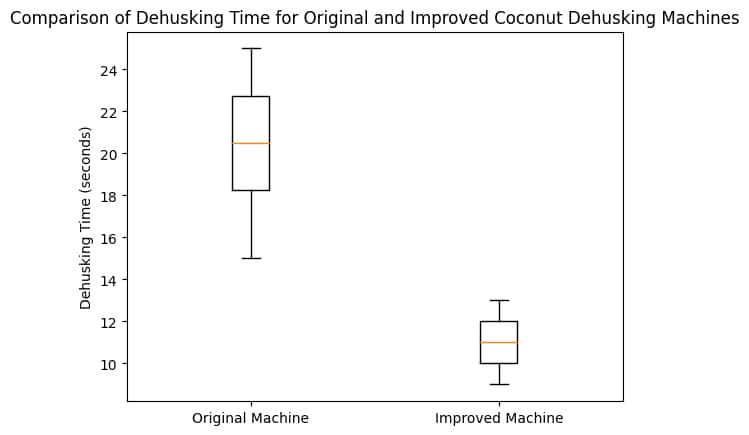 Comparison of Dehusking Time for Original and Improved Coconut Dehusking Machines
Dehusking Time (seconds)
24
22
20
18
16
14
12
10
Original Machine
Improved Machine